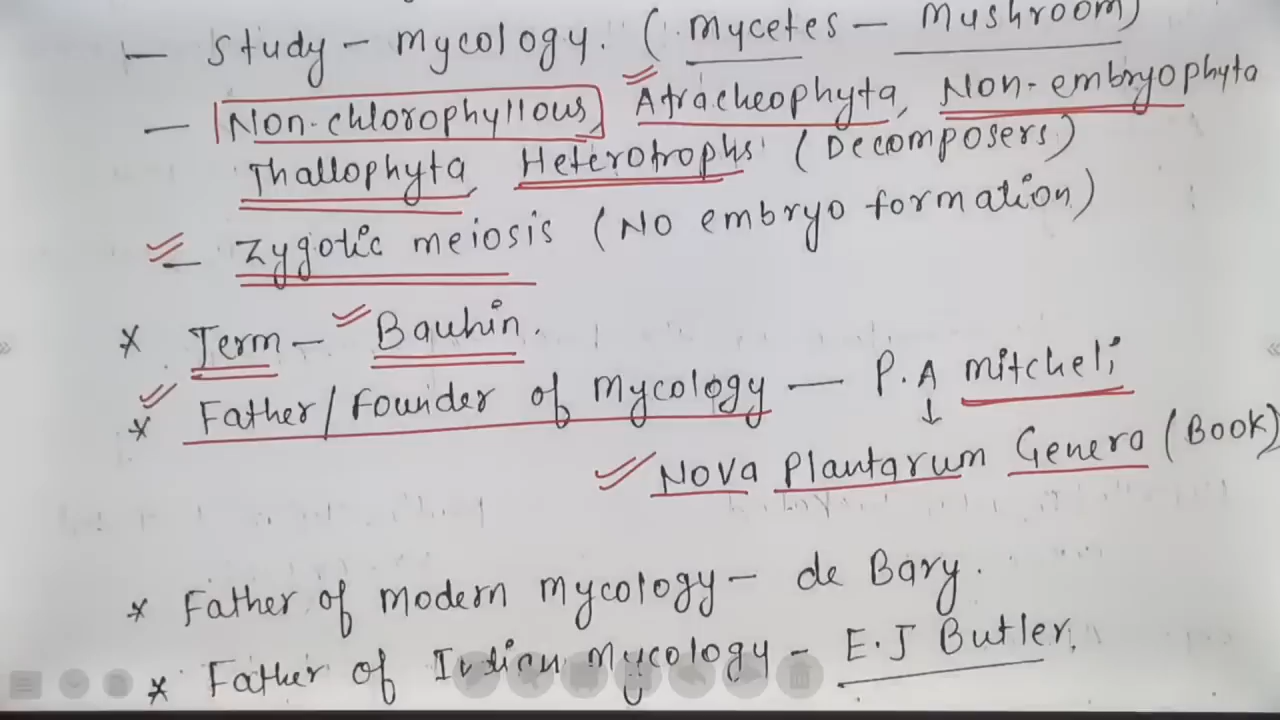 — Study – mycology. ( Mycetes – Mushroom)
— Non-chlorophyllous, Atracheophyta, Non-embryophyta
Thallophyta, Heterotrophs (Decomposers)
— Zygotic meiosis (No embryo formation)
* Term – Bauhin.
* Father/Founder of mycology — P.A mitcheli
↓
Nova Plantarum Genera (Book)
* Father of modern mycology – de Bary.
* Father of Indian mycology – E.J Butler.